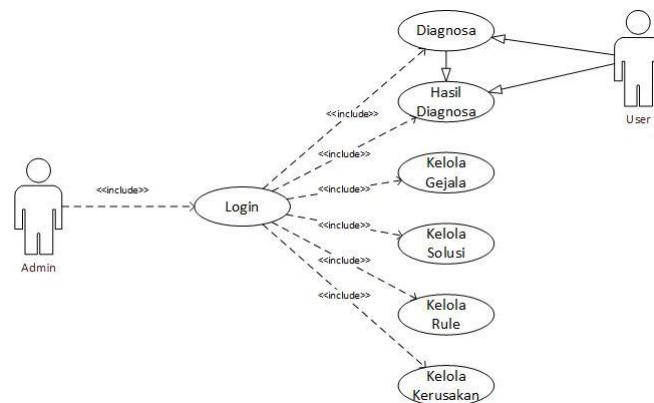 Diagnosa
Hasil
Diagnosa
User
<<include>>
<<include>>
Kelola
Gejala
<<include>>
<<include>>
Login
Admin
<<include>>
Kelola
Solusi
<<include>>
<<include>>
Kelola
Rule
Kelola
Kerusakan